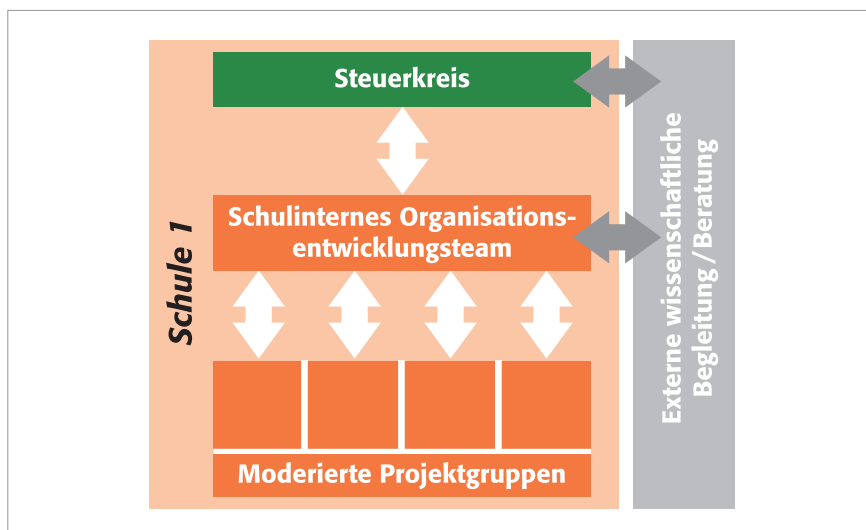 Steuerkreis
Schulinternes Organisations-
entwicklungsteam
Moderierte Projektgruppen
Schule 1
Externe wissenschaftliche
Begleitung / Beratung